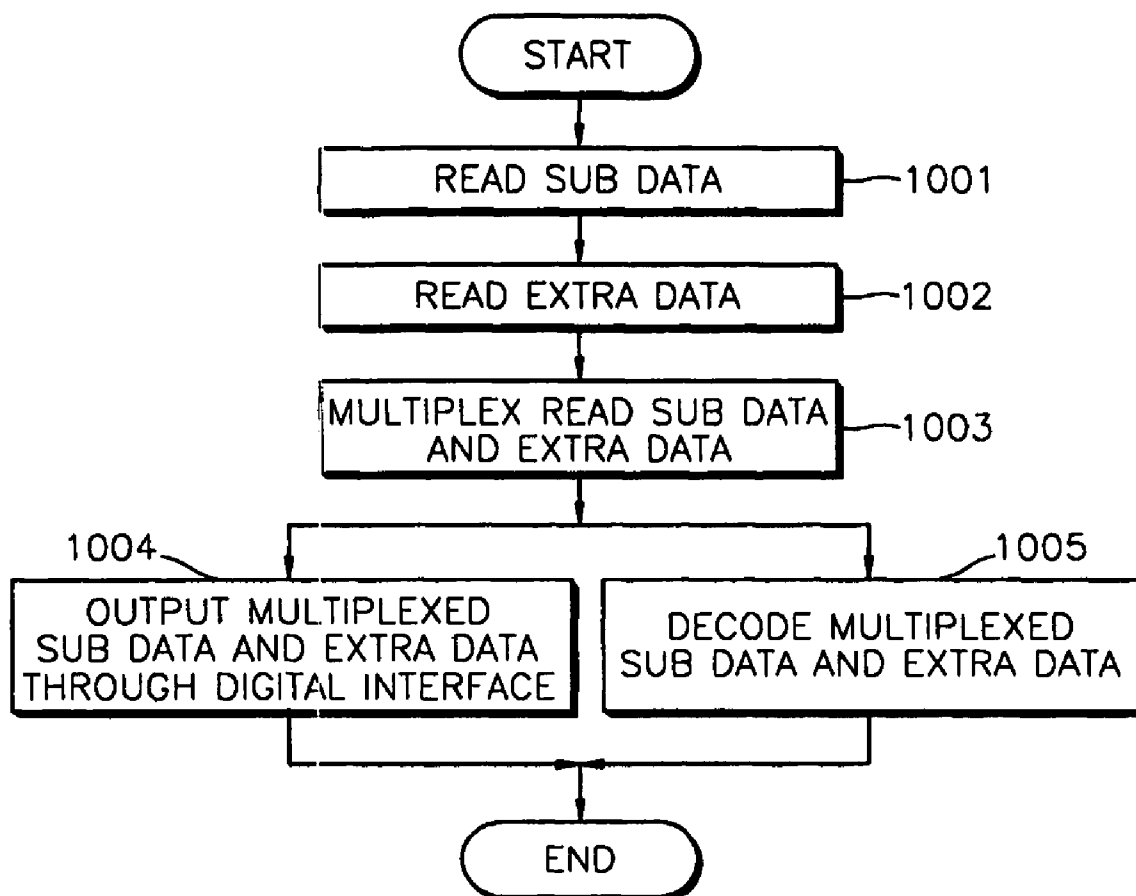 START
READ SUB DATA
1001
READ EXTRA DATA
1002
MULTIPLEX READ SUB DATA
AND EXTRA DATA
1003
1004
OUTPUT MULTIPLEXED
SUB DATA AND EXTRA DATA
THROUGH DIGITAL INTERFACE
1005
DECODE MULTIPLEXED
SUB DATA AND EXTRA DATA
END